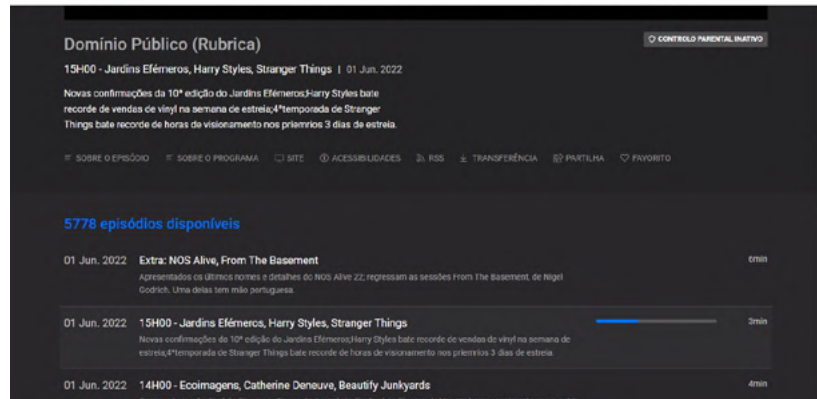 Domínio Público (Rubrica)
CONTROLO PARENTAL INATIVO
15H00 - Jardins Efémeros, Harry Styles, Stranger Things | 01 Jun. 2022
Novas confirmações da 10ª edição do Jardins Efémeros;Harry Styles bate
recorde de vendas de vinyl na semana de estreia;4ªtemporada de Stranger
Things bate recorde de horas de visionamento nos priemrios 3 dias de estreia.
SOBRE O EPISÓDIO SOBRE O PROGRAMA SITE ACESSIBILIDADES RSS TRANSFERÊNCIA PARTILHA FAVORITO
5778 episódios disponíveis
01 Jun. 2022 Extra: NOS Alive, From The Basement 6min
Apresentados os últimos nomes e detalhes do NOS Alive 22; regressam as sessões From The Basement, de Nigel
Godrich. Uma delas tem mão portuguesa.
01 Jun. 2022 15H00 - Jardins Efémeros, Harry Styles, Stranger Things 3min
Novas confirmações da 10ª edição do Jardins Efémeros;Harry Styles bate recorde de vendas de vinyl na semana de
estreia;4ªtemporada de Stranger Things bate recorde de horas de visionamento nos priemrios 3 dias de estreia.
01 Jun. 2022 14H00 - Ecoimagens, Catherine Deneuve, Beautify Junkyards 4min